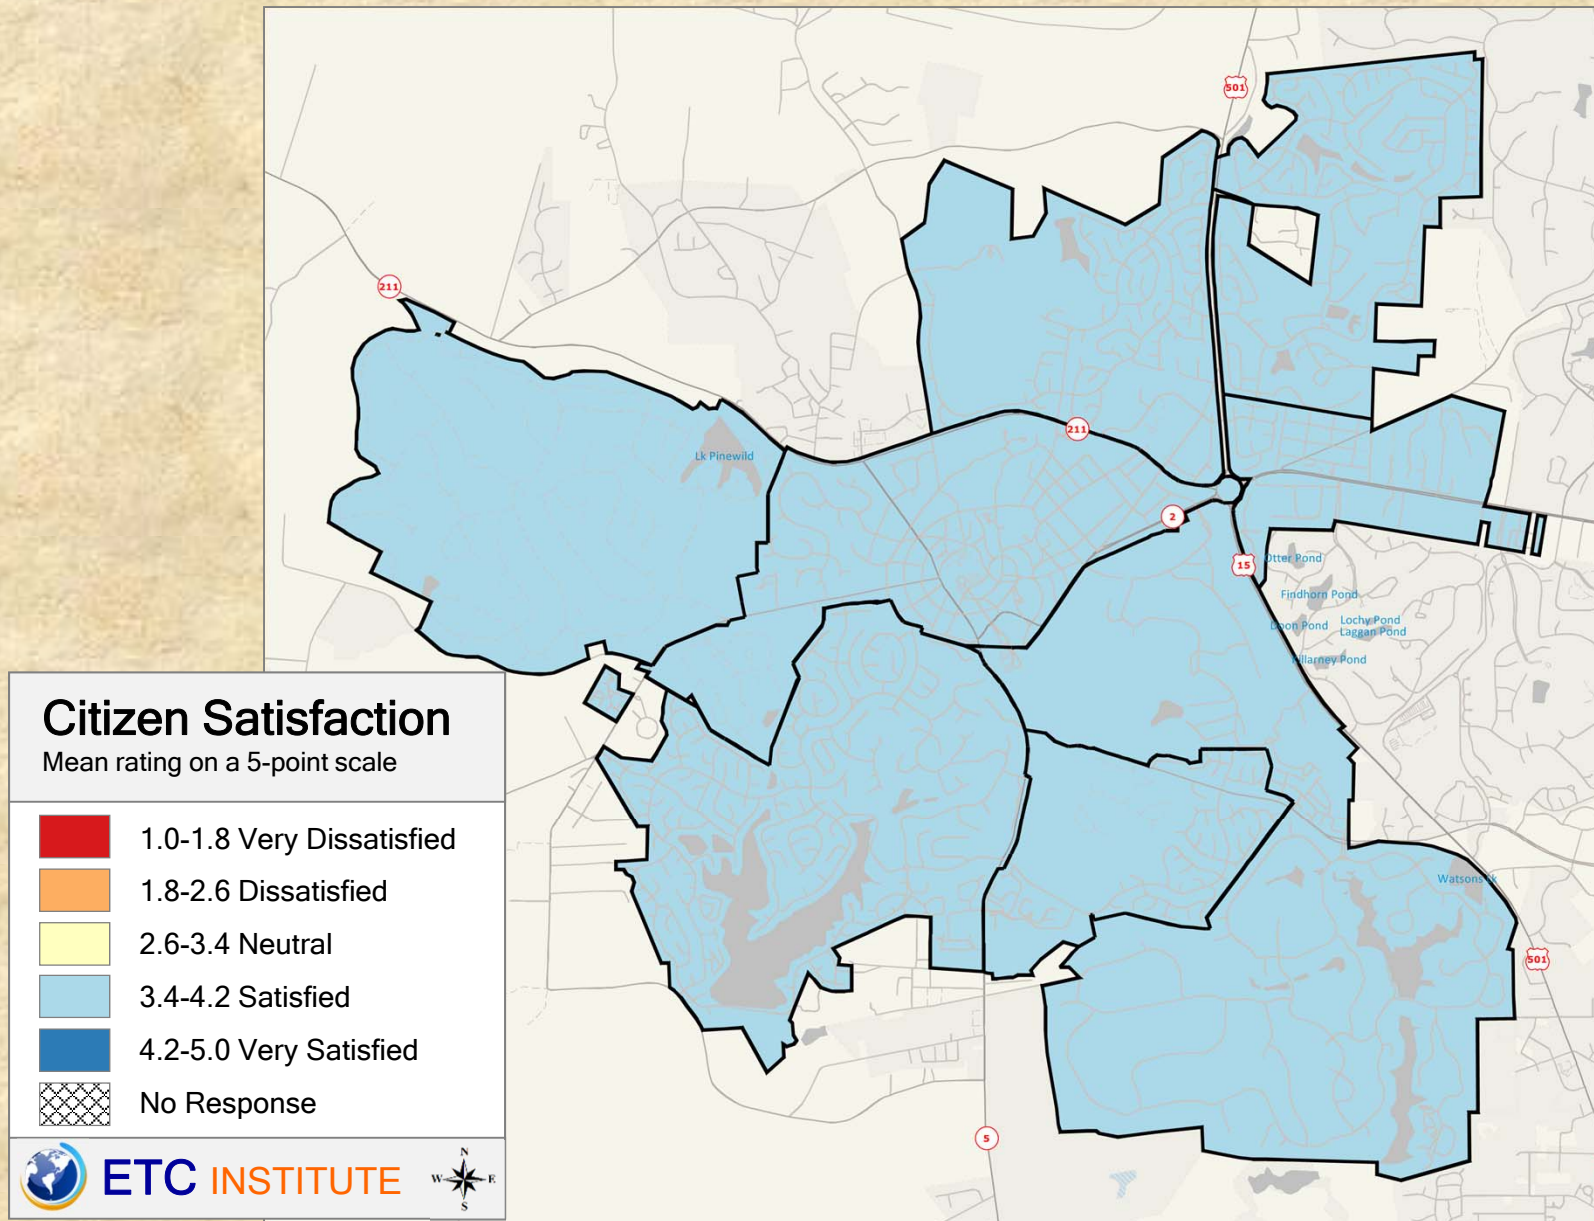 501
211
211
Lk Pinewild
2
15
Otter Pond
Findhorn Pond
Doon Pond
Lochy Pond
Laggan Pond
Killarney Pond
Citizen Satisfaction
Mean rating on a 5-point scale
1.0-1.8 Very Dissatisfied
1.8-2.6 Dissatisfied
2.6-3.4 Neutral
3.4-4.2 Satisfied
4.2-5.0 Very Satisfied
No Response
Watsons Lk
501
5
ETC INSTITUTE
N
W E
S